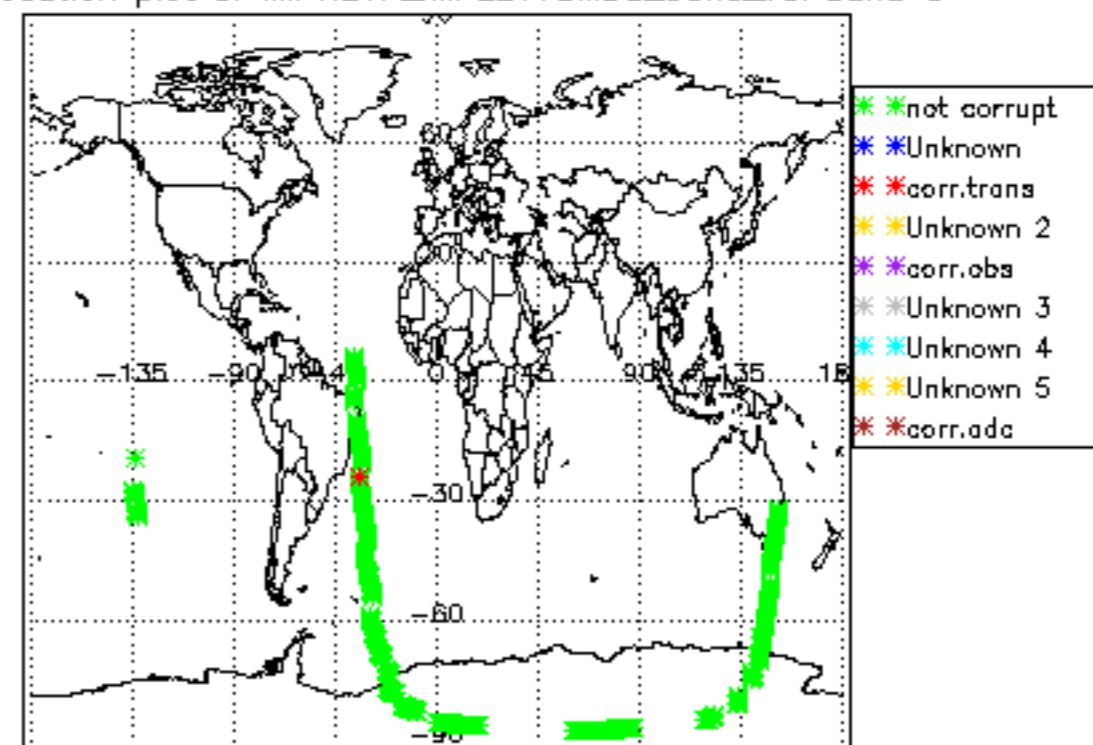 not corrupt
Unknown
corr.trans
Unknown 2
corr.obs
Unknown 3
Unknown 4
Unknown 5
corr.adc
60
-135 -90 0 45 90 135
-30
-60
-90